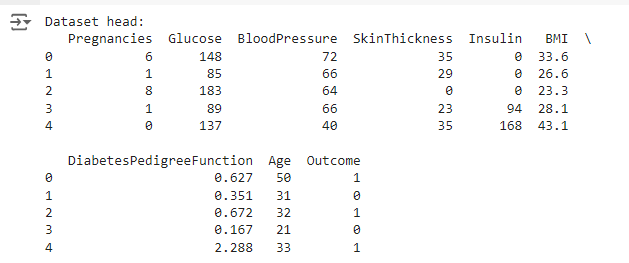 Dataset head:
Pregnancies Glucose BloodPressure SkinThickness Insulin BMI \
0 6 148 72 35 0 33.6
1 1 85 66 29 0 26.6
2 8 183 64 0 0 23.3
3 1 89 66 23 94 28.1
4 0 137 40 35 168 43.1
DiabetesPedigreeFunction Age Outcome
0 0.627 50 1
1 0.351 31 0
2 0.672 32 1
3 0.167 21 0
4 2.288 33 1